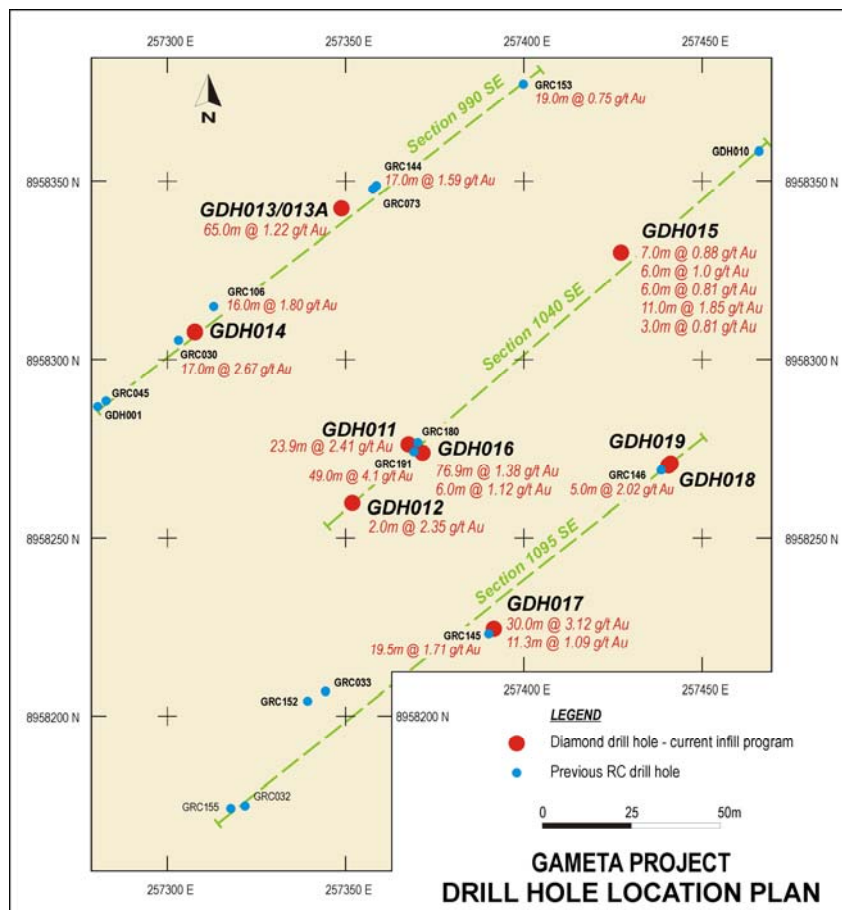 257300 E
257350 E
257400 E
257450 E
GRC153
19.0m @ 0.75 g/t Au
Section 990 SE
N
GDH010
8958350 N
8958350 N
GRC144
17.0m @ 1.59 g/t Au
GRC073
GDH013/013A
65.0m @ 1.22 g/t Au
GDH015
7.0m @ 0.88 g/t Au
6.0m @ 1.0 g/t Au
6.0m @ 0.81 g/t Au
11.0m @ 1.85 g/t Au
3.0m @ 0.81 g/t Au
GRC106
16.0m @ 1.80 g/t Au
GDH014
Section 1040 SE
GRC030
17.0m @ 2.67 g/t Au
8958300 N
8958300 N
GRC045
GDH001
GDH011
23.9m @ 2.41 g/t Au
GRC180
GDH016
76.9m @ 1.38 g/t Au
6.0m @ 1.12 g/t Au
GRC191
49.0m @ 4.1 g/t Au
GDH012
2.0m @ 2.35 g/t Au
GDH019
GRC146
GDH018
5.0m @ 2.02 g/t Au
8958250 N
8958250 N
Section 1095 SE
GDH017
30.0m @ 3.12 g/t Au
11.3m @ 1.09 g/t Au
GRC145
19.5m @ 1.71 g/t Au
257400 E
257450 E
GRC033
GRC152
8958200 N
8958200 N
LEGEND
Diamond drill hole - current infill program
Previous RC drill hole
GRC032
GRC155
0
25
50m
GAMETA PROJECT
DRILL HOLE LOCATION PLAN
257300 E
257350 E